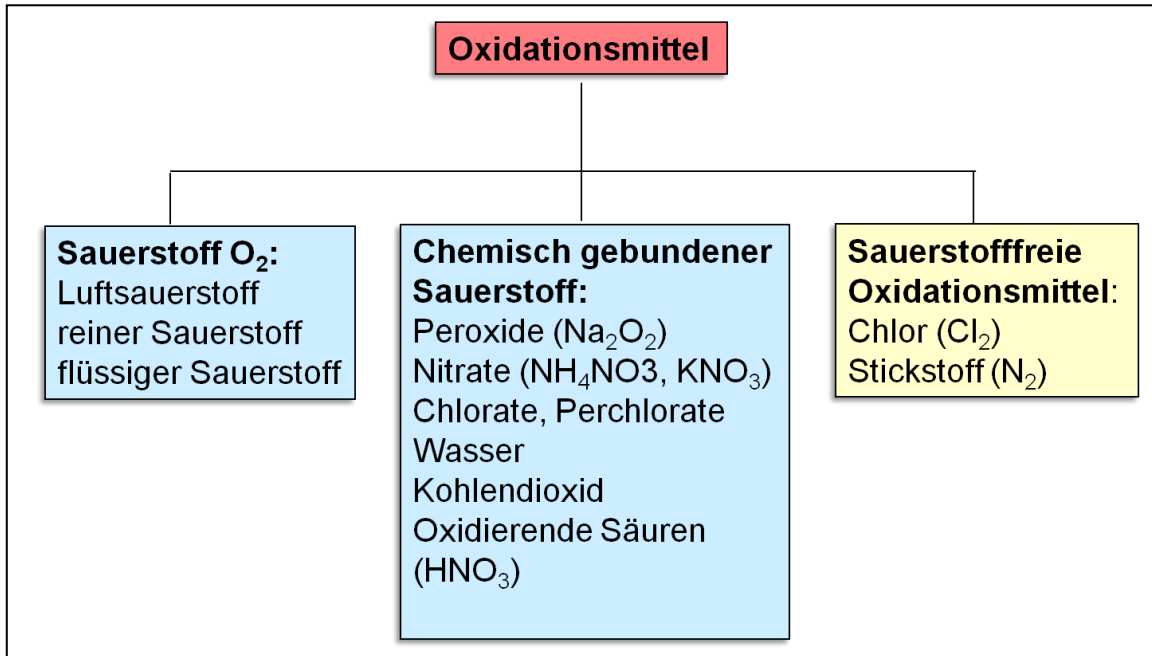 Oxidationsmittel
Sauerstoff O₂:
Luftsauerstoff
reiner Sauerstoff
flüssiger Sauerstoff
Chemisch gebundener
Sauerstoff:
Peroxide (Na₂O₂)
Nitrate (NH₄NO3, KNO₃)
Chlorate, Perchlorate
Wasser
Kohlendioxid
Oxidierende Säuren
(HNO₃)
Sauerstofffreie
Oxidationsmittel:
Chlor (Cl₂)
Stickstoff (N₂)